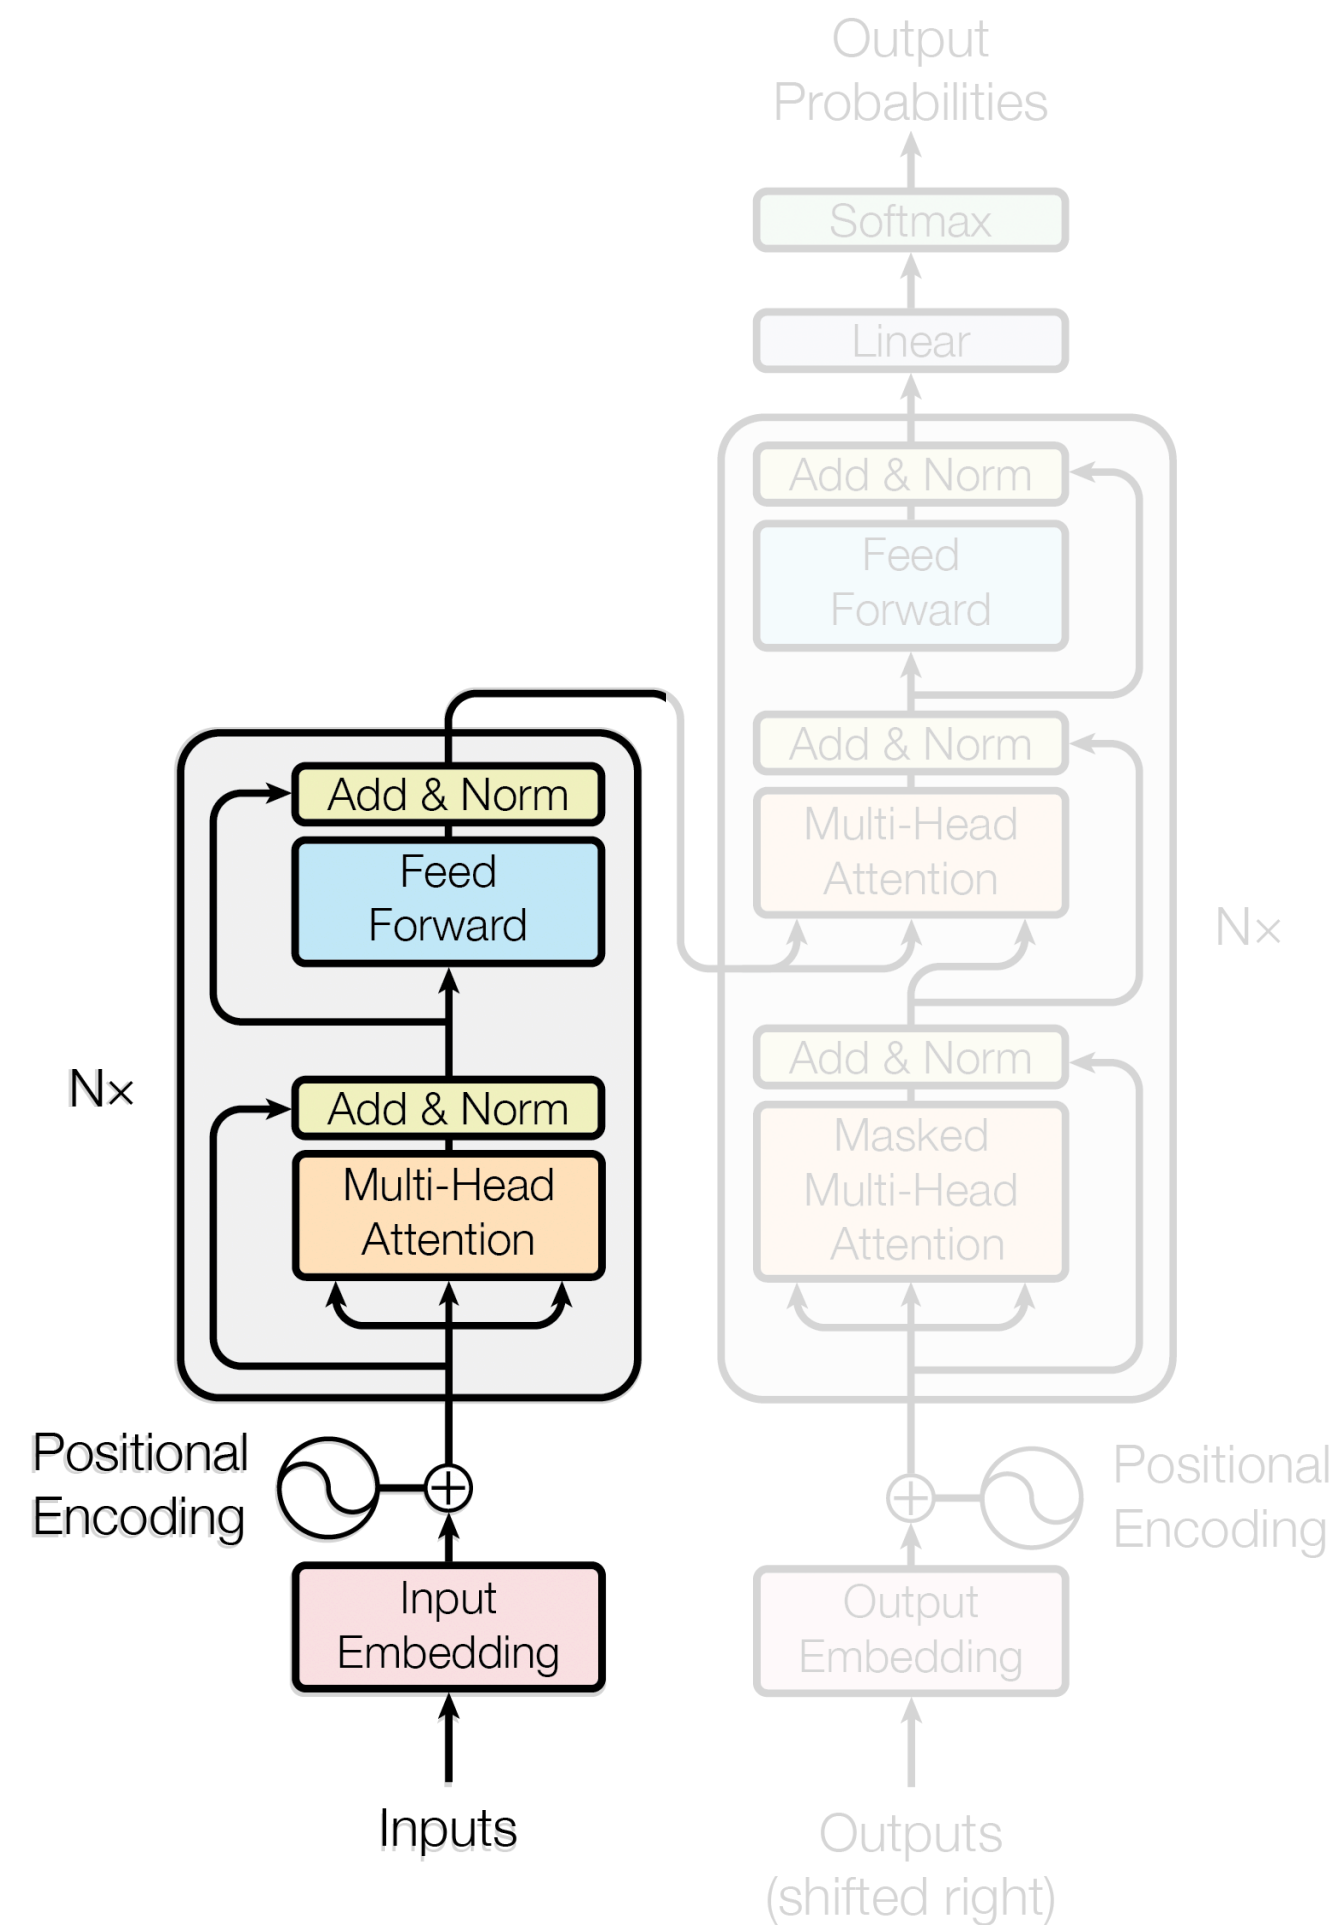 Output
Probabilities
Softmax
Linear
Add & Norm
Feed
Forward
Add & Norm
Multi-Head
Attention
Nx
Add & Norm
Masked
Multi-Head
Attention
Positional
Encoding
Output
Embedding
Outputs
(shifted right)
Add & Norm
Feed
Forward
Nx
Add & Norm
Multi-Head
Attention
Positional
Encoding
Input
Embedding
Inputs